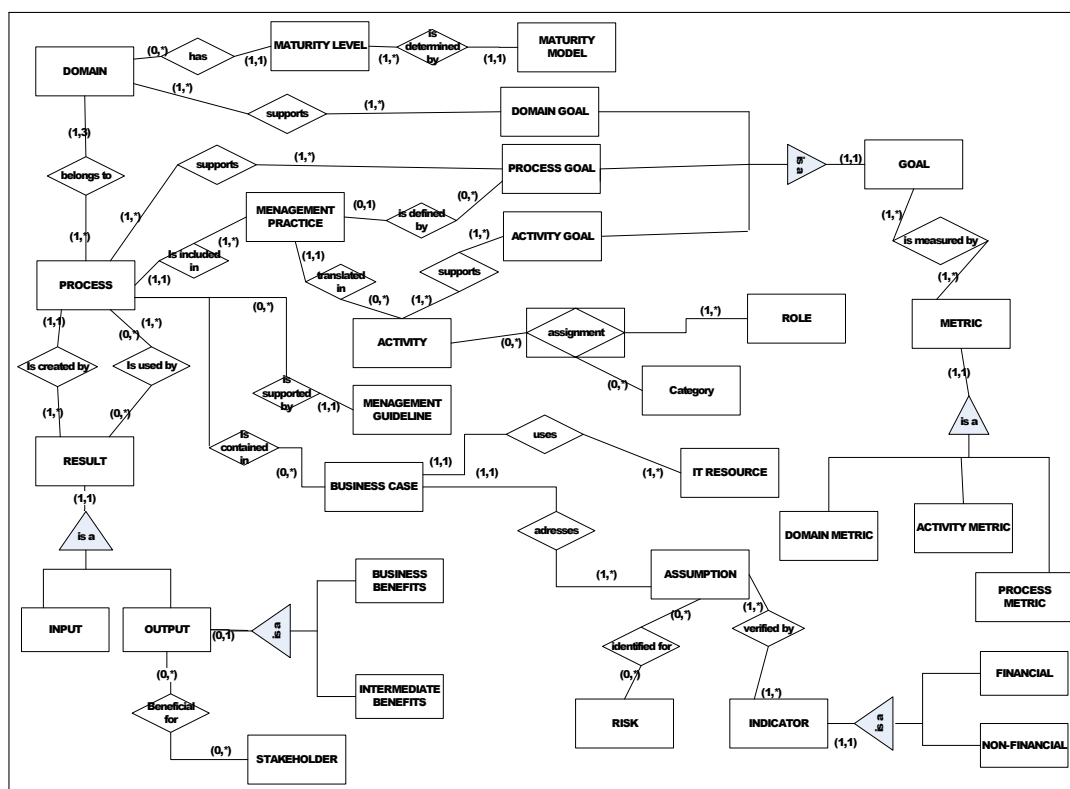 (0,*)
has
(1,1)
MATURITY LEVEL
(1,*)
is
determined
by
(1,1)
MATURITY
MODEL
DOMAIN
(1,*)
supports
(1,*)
DOMAIN GOAL
(1,3)
belongs to
(1,*)
supports
(1,*)
(1,*)
PROCESS GOAL
is a
(1,1)
GOAL
MENAGEMENT
PRACTICE
(0,1)
is defined
by
(0,*)
(1,*)
is measured by
(1,*)
Is included
in
(1,*)
(1,1)
(1,1)
translated
in
(0,*)
supports
(1,*)
(1,*)
ACTIVITY GOAL
PROCESS
(0,*)
(0,*)
ACTIVITY
(0,*)
assignment
(1,*)
ROLE
METRIC
(0,*)
Category
(1,1)
Is created by
(1,*)
(1,*)
(0,*)
Is used by
(0,*)
is
supported
by
(1,1)
MENAGEMENT
GUIDELINE
(1,1)
is a
RESULT
Is
contained
in
(0,*)
BUSINESS CASE
(1,1)
uses
(1,*)
IT RESOURCE
(1,1)
adresses
(1,*)
DOMAIN METRIC
ACTIVITY METRIC
PROCESS
METRIC
(1,1)
is a
INPUT
OUTPUT
(0,1)
is a
BUSINESS
BENEFITS
INTERMEDIATE
BENEFITS
(0,*)
Beneficial
for
(0,*)
STAKEHOLDER
ASSUMPTION
(0,*)
identified for
(0,*)
RISK
(1,*)
verified by
(1,*)
INDICATOR
(1,1)
is a
FINANCIAL
NON-FINANCIAL